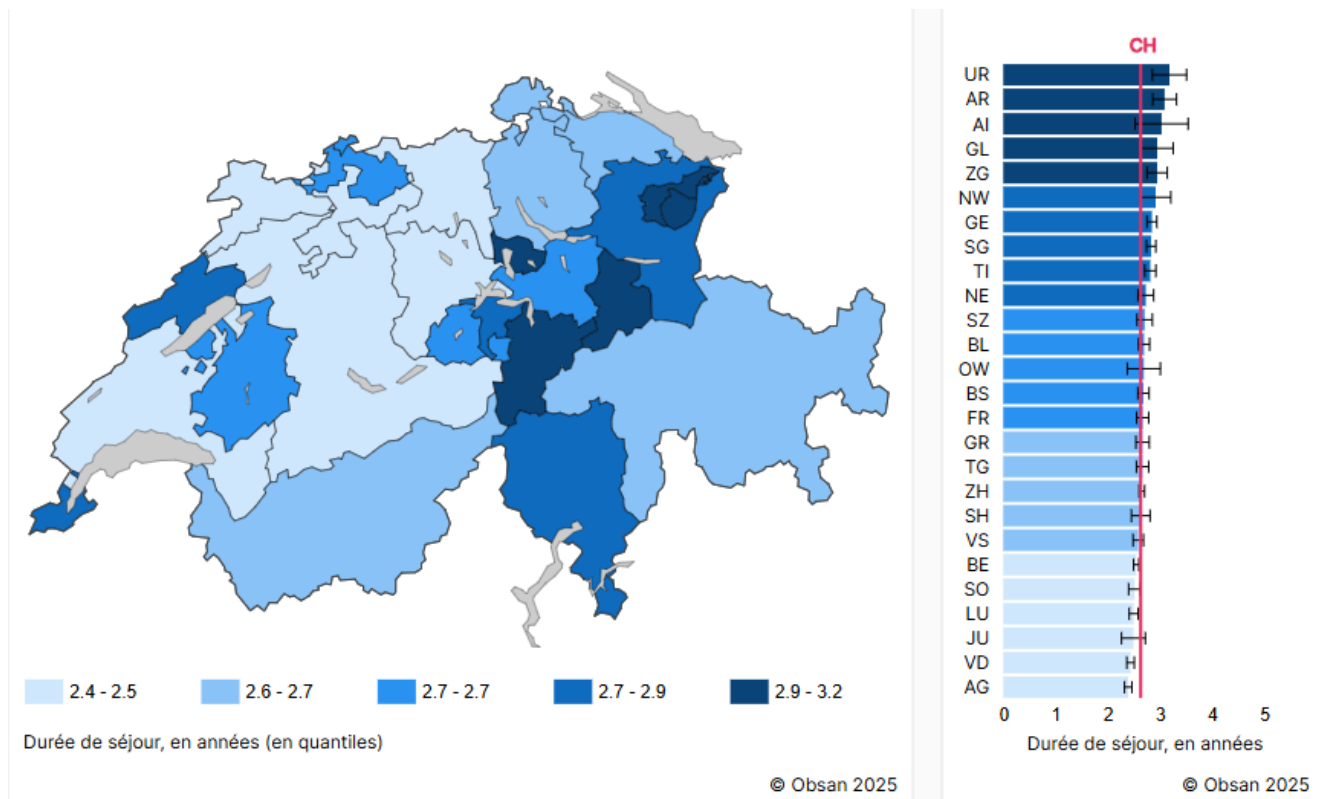 2.4 - 2.5
2.6 - 2.7
2.7 - 2.7
2.7 - 2.9
2.9 - 3.2
Durée de séjour, en années (en quantiles)
© Obsan 2025
CH
UR
AR
AI
GL
ZG
NW
GE
SG
TI
NE
SZ
BL
OW
BS
FR
GR
TG
ZH
SH
VS
BE
SO
LU
JU
VD
AG
0 1 2 3 4 5
Durée de séjour, en années
© Obsan 2025